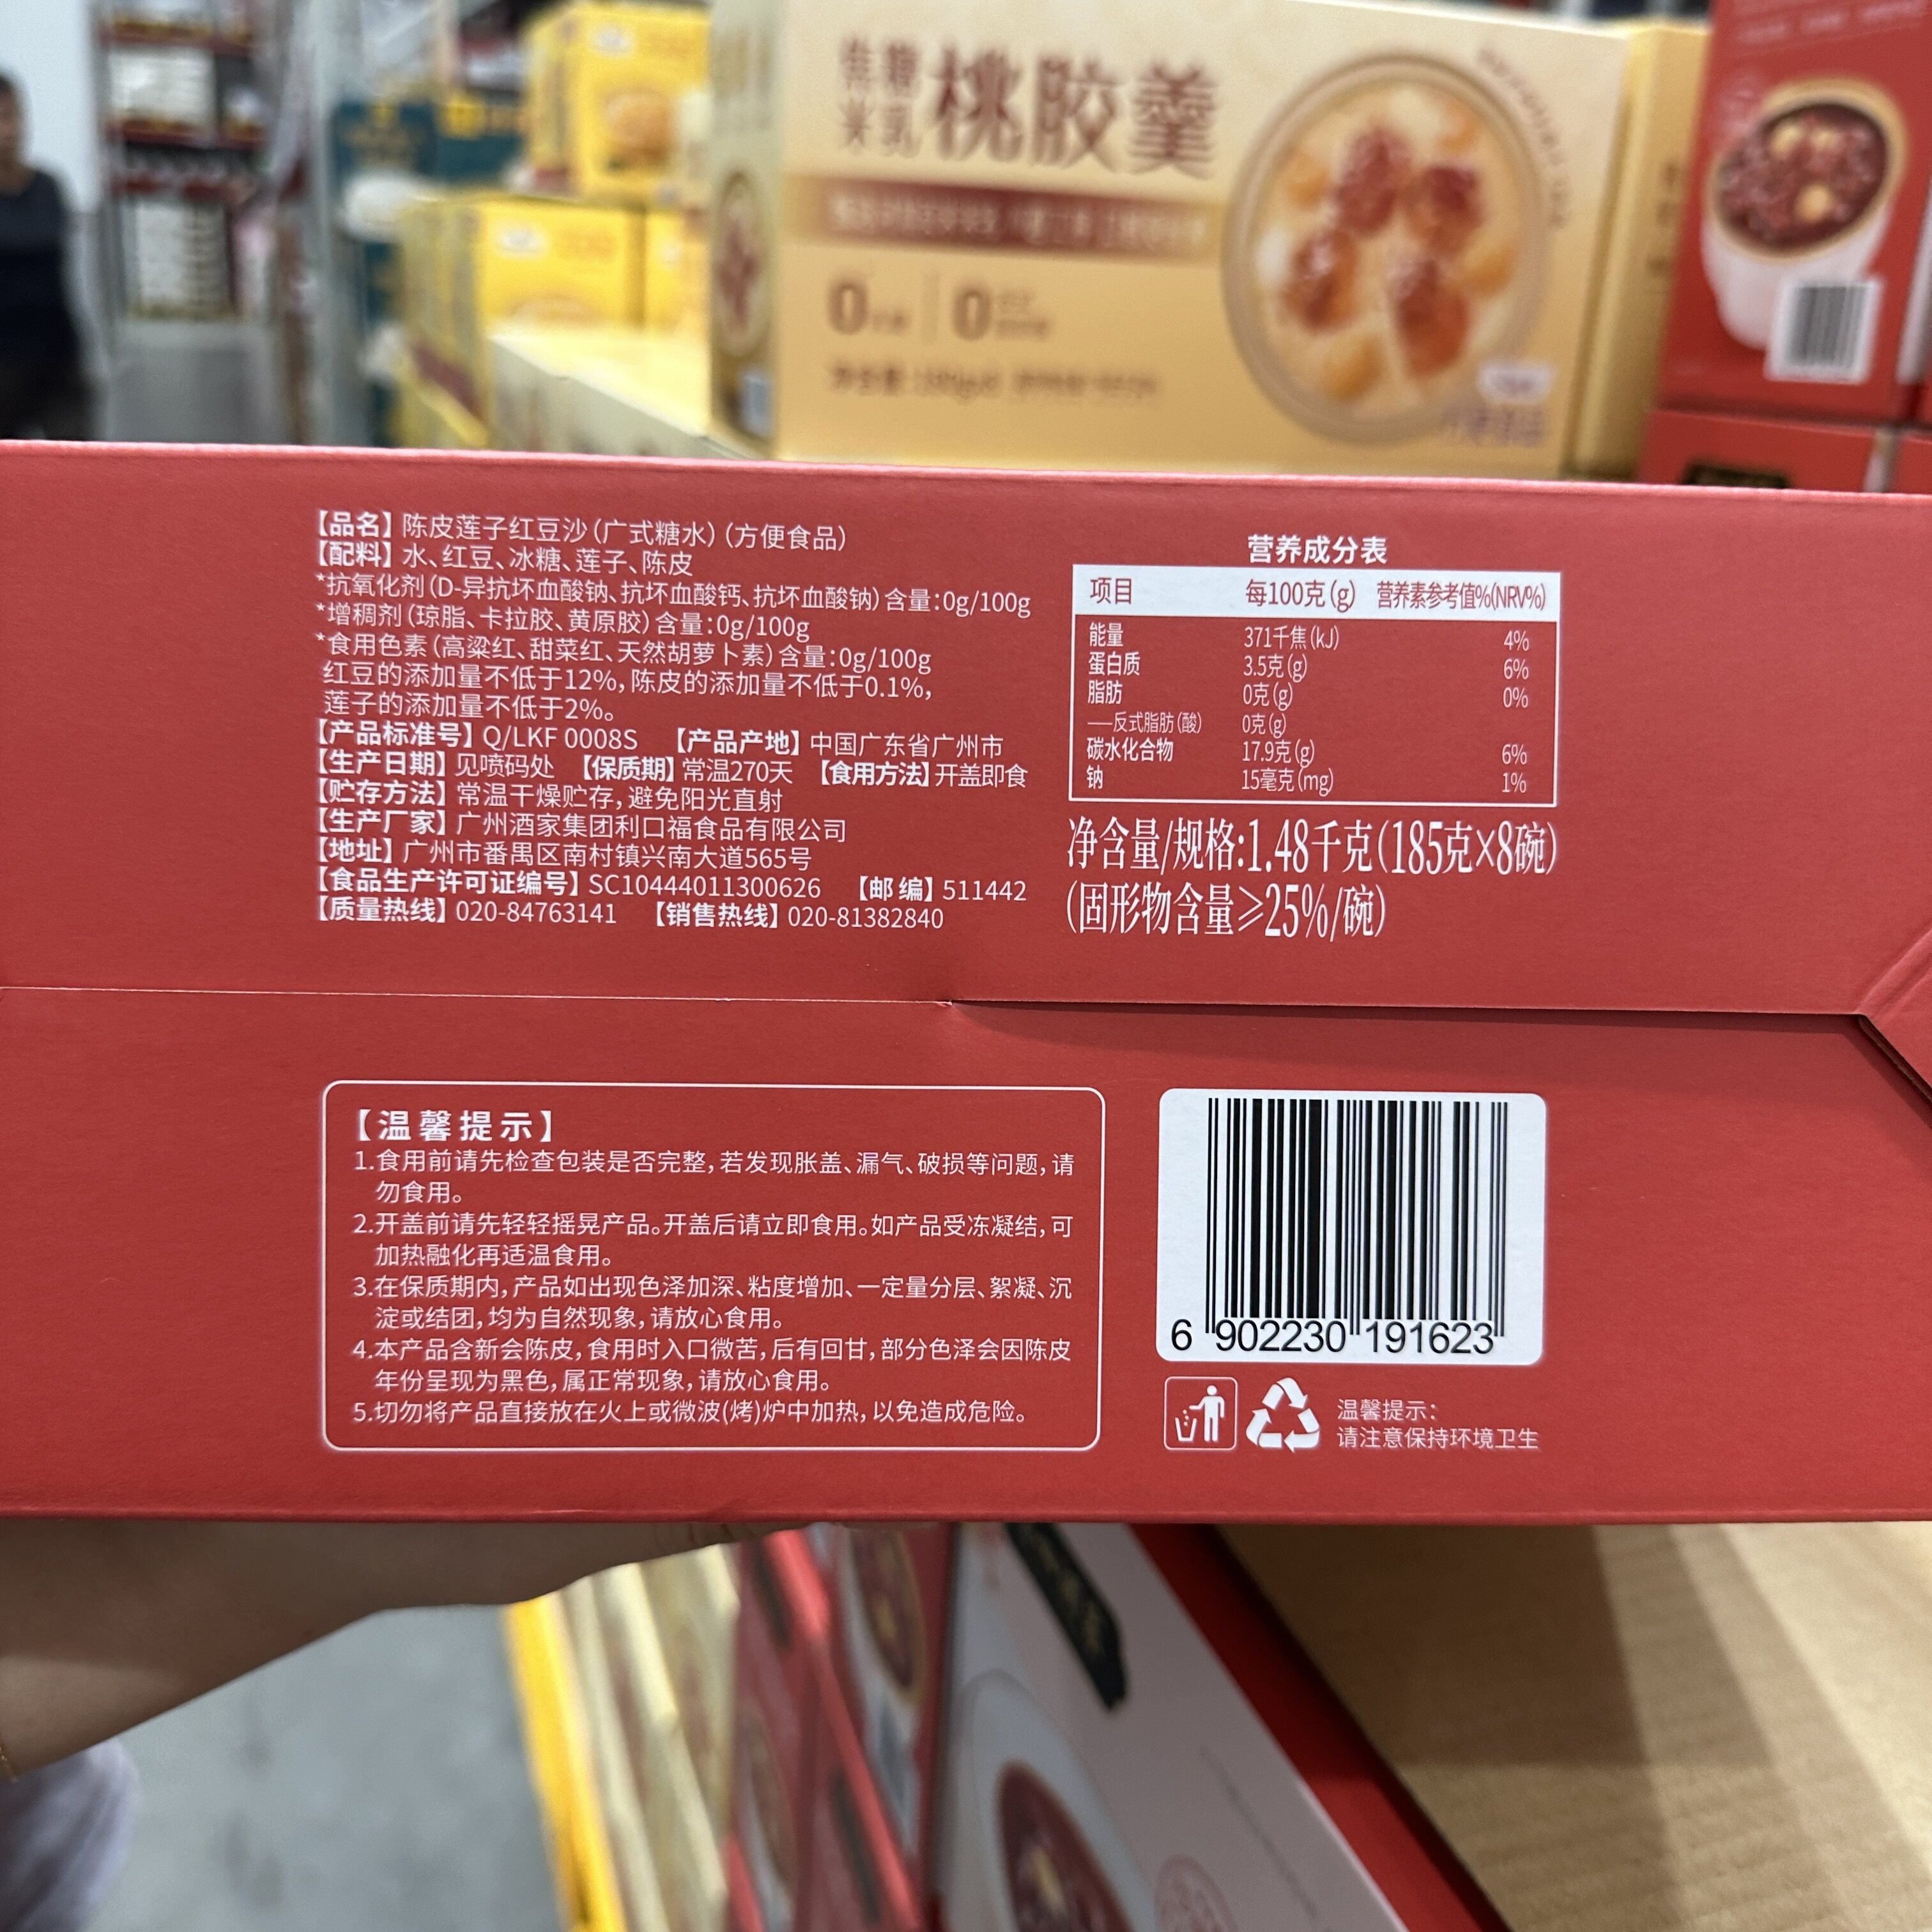 焦糖
米乳
桃胶羹
0
0
【品名】陈皮莲子红豆沙(广式糖水)(方便食品)
【配料】水、红豆、冰糖、莲子、陈皮
*抗氧化剂(D-异抗坏血酸钠、抗坏血酸钙、抗坏血酸钠)含量:0g/100g
*增稠剂(琼脂、卡拉胶、黄原胶)含量:0g/100g
*食用色素(高粱红、甜菜红、天然胡萝卜素)含量:0g/100g
红豆的添加量不低于12%,陈皮的添加量不低于0.1%,
莲子的添加量不低于2%。
【产品标准号】Q/LKF 0008S 【产品产地】中国广东省广州市
【生产日期】见喷码处 【保质期】常温270天 【食用方法】开盖即食
【贮存方法】常温干燥贮存,避免阳光直射
【生产厂家】广州酒家集团利口福食品有限公司
【地址】广州市番禺区南村镇兴南大道565号
【食品生产许可证编号】SC10444011300626 【邮编】511442
【质量热线】020-84763141 【销售热线】020-81382840
营养成分表
项目 每100克(g) 营养素参考值%(NRV%)
能量 371千焦(kJ) 4%
蛋白质 3.5克(g) 6%
脂肪 0克(g) 0%
—反式脂肪(酸) 0克(g)
碳水化合物 17.9克(g) 6%
钠 15毫克(mg) 1%
净含量/规格:1.48千克(185克×8碗)
(固形物含量≥25%/碗)
【温馨提示】
1.食用前请先检查包装是否完整,若发现胀盖、漏气、破损等问题,请
勿食用。
2.开盖前请先轻轻摇晃产品。开盖后请立即食用。如产品受冻凝结,可
加热融化再适温食用。
3.在保质期内,产品如出现色泽加深、粘度增加、一定量分层、絮凝、沉
淀或结团,均为自然现象,请放心食用。
4.本产品含新会陈皮,食用时入口微苦,后有回甘,部分色泽会因陈皮
年份呈现为黑色,属正常现象,请放心食用。
5.切勿将产品直接放在火上或微波(烤)炉中加热,以免造成危险。
6 902230 191623
温馨提示:
请注意保持环境卫生